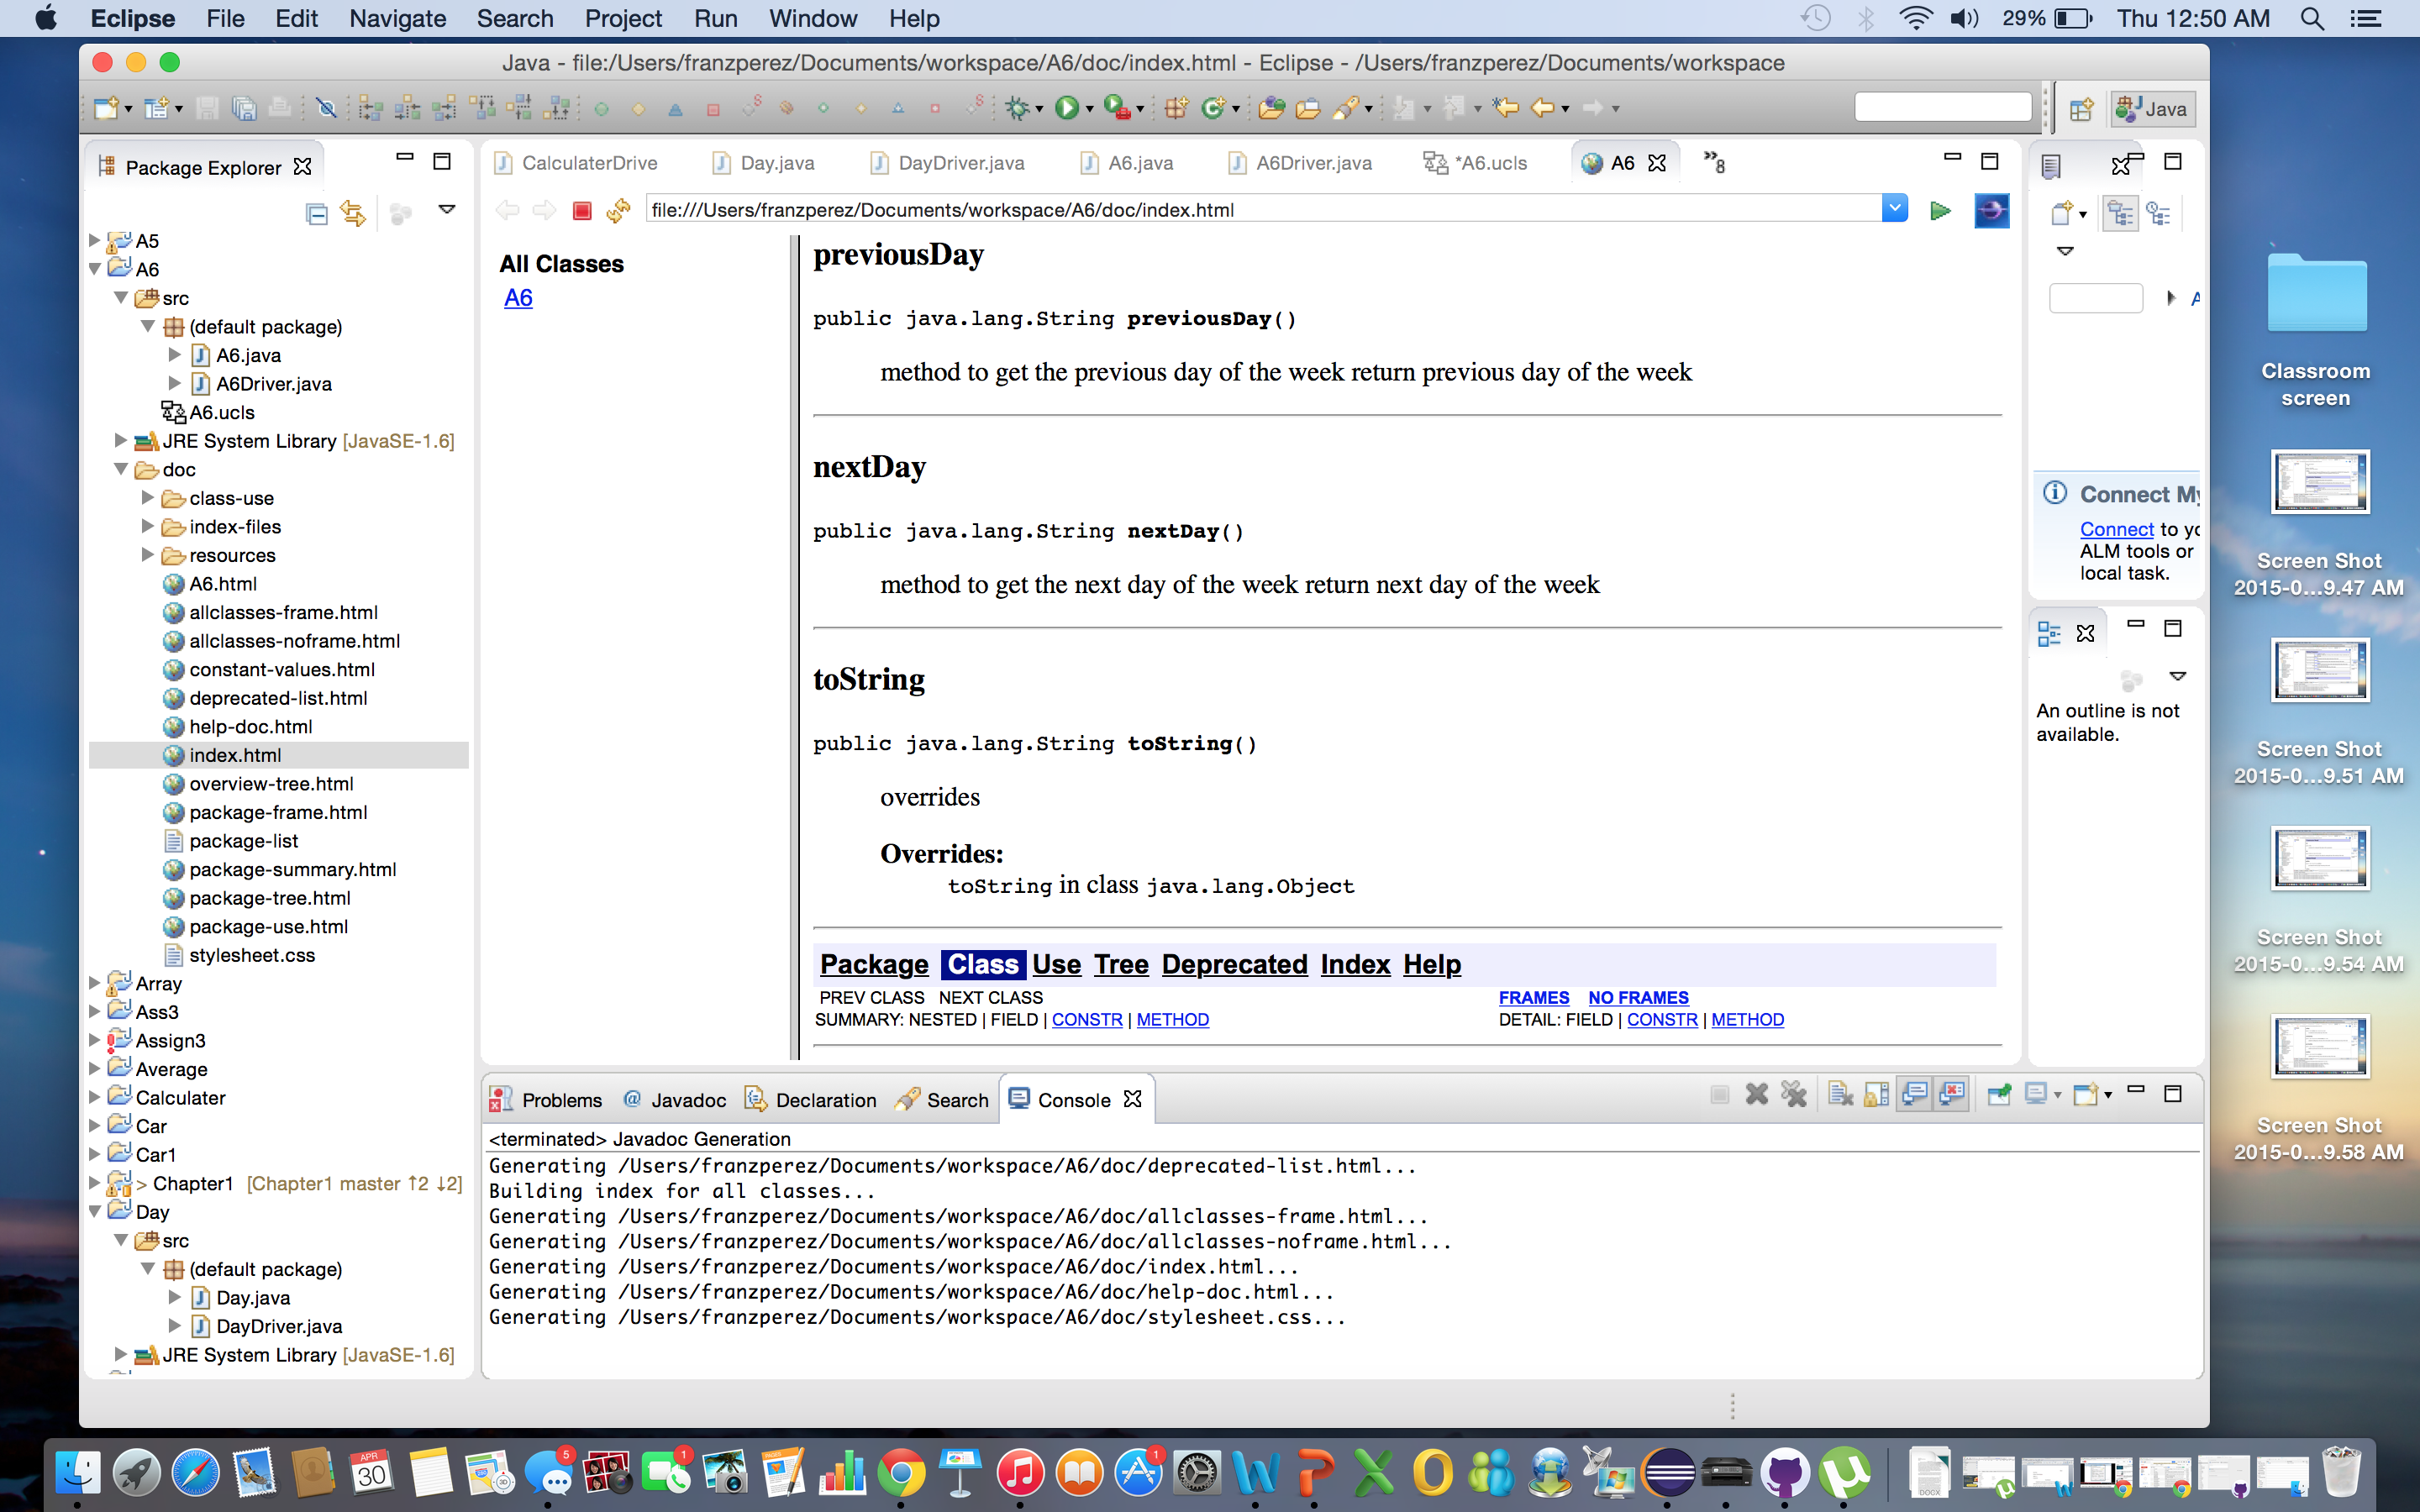 Eclipse File Edit Navigate Search Project Run Window Help 29% Thu 12:50 AM
Java - file:/Users/franzperez/Documents/workspace/A6/doc/index.html - Eclipse - /Users/franzperez/Documents/workspace
Java
Package Explorer
A5
A6
src
(default package)
A6.java
A6Driver.java
A6.ucls
JRE System Library [JavaSE-1.6]
doc
class-use
index-files
resources
A6.html
allclasses-frame.html
allclasses-noframe.html
constant-values.html
deprecated-list.html
help-doc.html
index.html
overview-tree.html
package-frame.html
package-list
package-summary.html
package-tree.html
package-use.html
stylesheet.css
Array
Ass3
Assign3
Average
Calculater
Car
Car1
> Chapter1 [Chapter1 master ↑2 ↓2]
Day
src
(default package)
Day.java
DayDriver.java
JRE System Library [JavaSE-1.6]
CalculaterDrive Day.java DayDriver.java A6.java A6Driver.java *A6.ucls A6 »8
file:///Users/franzperez/Documents/workspace/A6/doc/index.html
All Classes
A6
previousDay
public java.lang.String previousDay()
method to get the previous day of the week return previous day of the week
nextDay
public java.lang.String nextDay()
method to get the next day of the week return next day of the week
toString
public java.lang.String toString()
overrides
Overrides:
toString in class java.lang.Object
Package Class Use Tree Deprecated Index Help
PREV CLASS NEXT CLASS FRAMES NO FRAMES
SUMMARY: NESTED | FIELD | CONSTR | METHOD DETAIL: FIELD | CONSTR | METHOD
Problems Javadoc Declaration Search Console
<terminated> Javadoc Generation
Generating /Users/franzperez/Documents/workspace/A6/doc/deprecated-list.html...
Building index for all classes...
Generating /Users/franzperez/Documents/workspace/A6/doc/allclasses-frame.html...
Generating /Users/franzperez/Documents/workspace/A6/doc/allclasses-noframe.html...
Generating /Users/franzperez/Documents/workspace/A6/doc/index.html...
Generating /Users/franzperez/Documents/workspace/A6/doc/help-doc.html...
Generating /Users/franzperez/Documents/workspace/A6/doc/stylesheet.css...
A
Connect My
Connect to yo
ALM tools or
local task.
An outline is not
available.
Classroom
screen
Screen Shot
2015-0...9.47 AM
Screen Shot
2015-0...9.51 AM
Screen Shot
2015-0...9.54 AM
Screen Shot
2015-0...9.58 AM
APR
30
5
1
1
DOCX